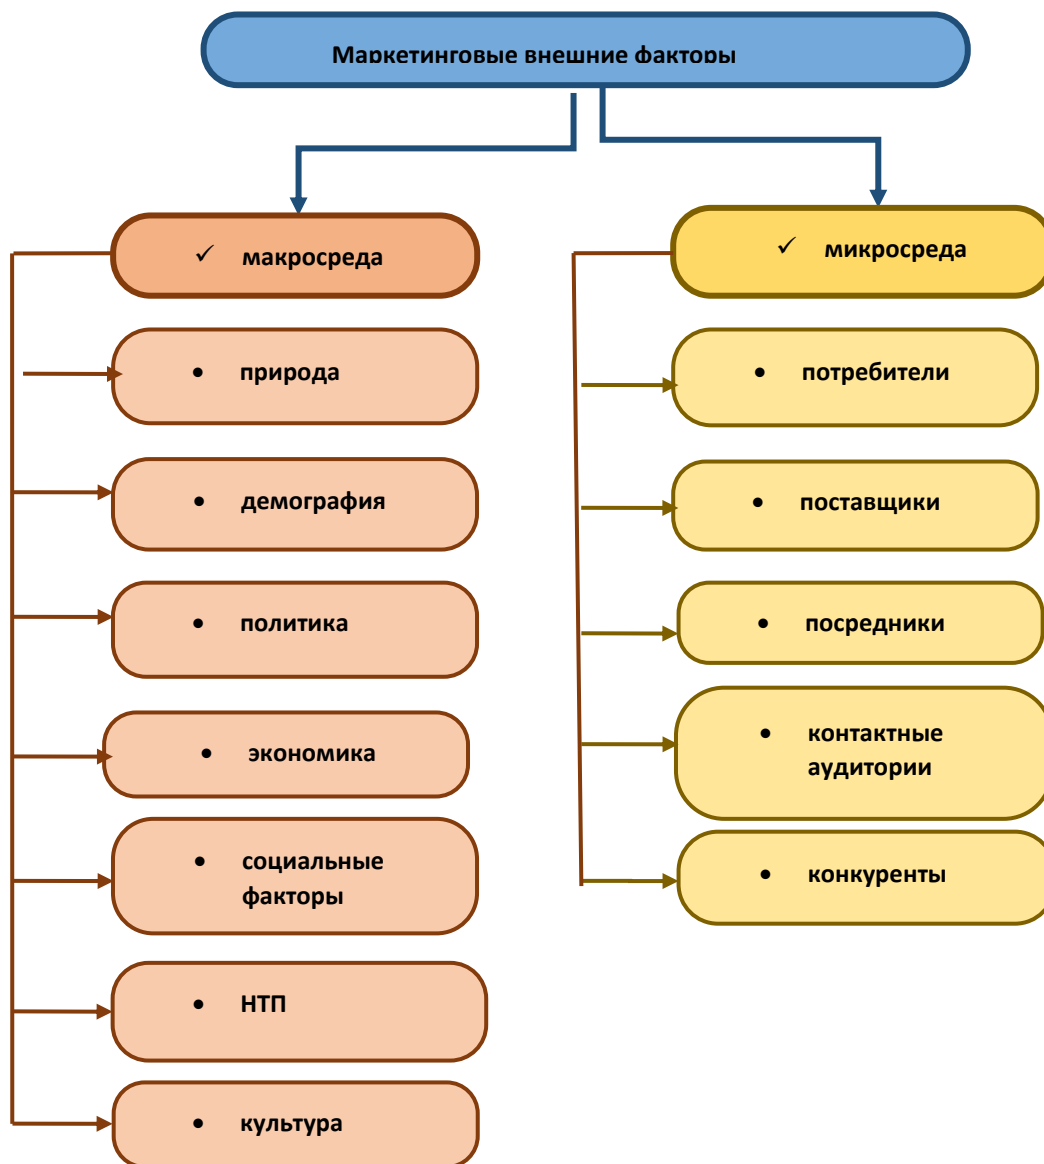 Маркетинговые внешние факторы
✓ макросреда
• природа
• демография
• политика
• экономика
• социальные
факторы
• НТП
• культура
✓ микросреда
• потребители
• поставщики
• посредники
• контактные
аудитории
• конкуренты